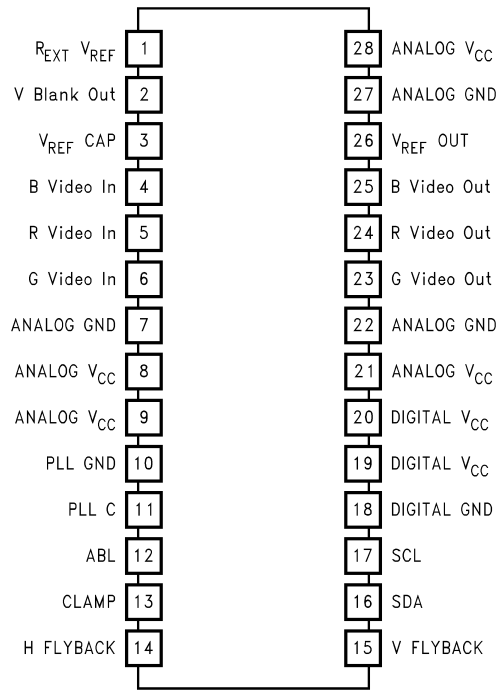 R_EXT V_REF 1 28 ANALOG V_CC
V Blank Out 2 27 ANALOG GND
V_REF CAP 3 26 V_REF OUT
B Video In 4 25 B Video Out
R Video In 5 24 R Video Out
G Video In 6 23 G Video Out
ANALOG GND 7 22 ANALOG GND
ANALOG V_CC 8 21 ANALOG V_CC
ANALOG V_CC 9 20 DIGITAL V_CC
PLL GND 10 19 DIGITAL V_CC
PLL C 11 18 DIGITAL GND
ABL 12 17 SCL
CLAMP 13 16 SDA
H FLYBACK 14 15 V FLYBACK